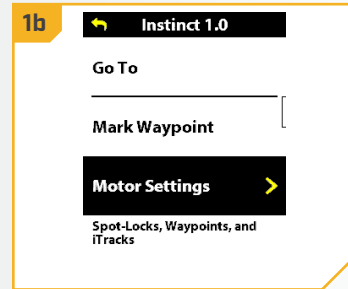 1b
Instinct 1.0
Go To
Mark Waypoint
Motor Settings
Spot-Locks, Waypoints, and
iTracks